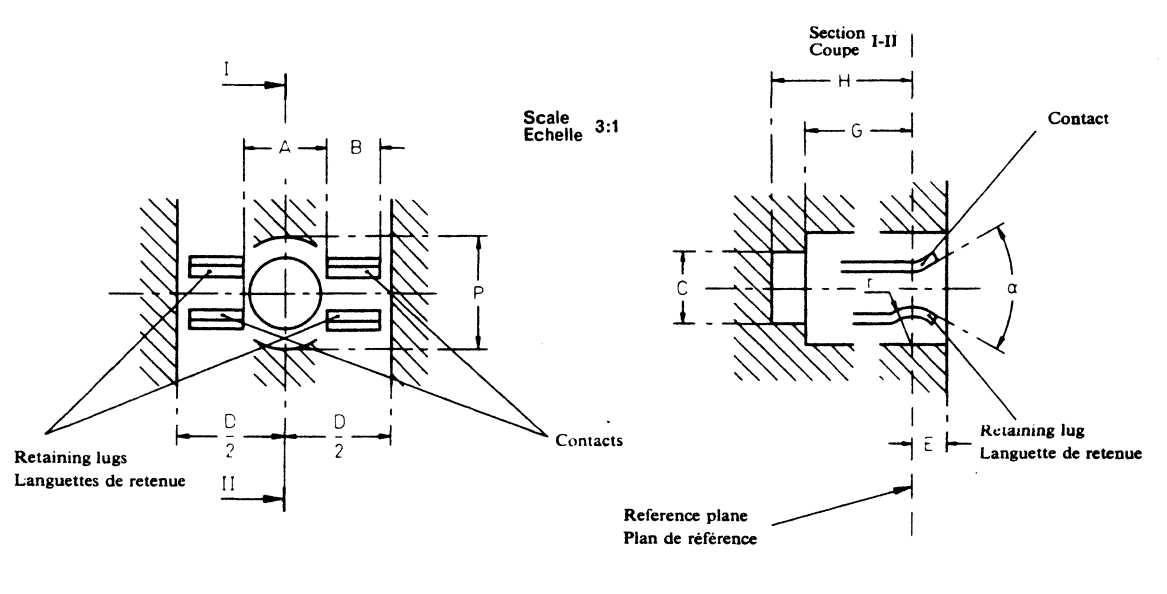 Section
Coupe I-II
H
I
Scale
Echelle 3:1
G
Contact
A
B
P
C
r
α
D
2
D
2
E
Retaining lugs
Languettes de retenue
Contacts
II
Retaining lug
Languette de retenue
Reference plane
Plan de référence